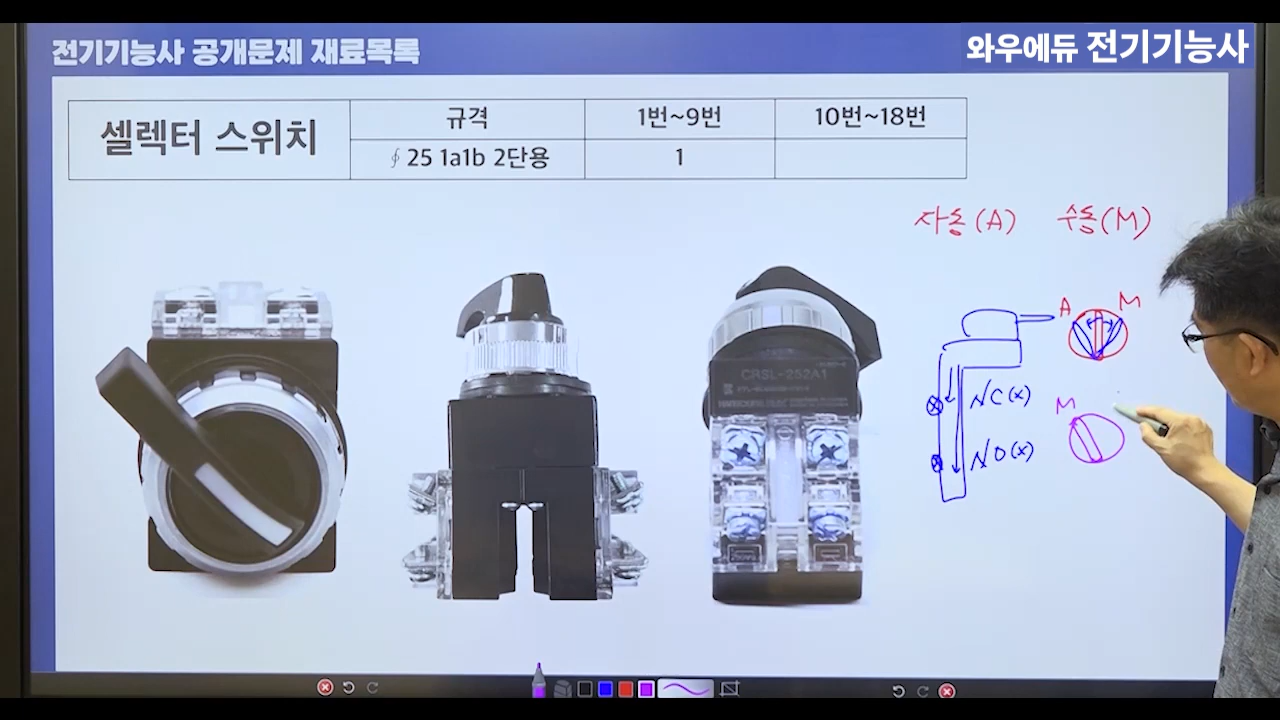 전기기능사 공개문제 재료목록
와우에듀 전기기능사
셀렉터 스위치
규격
1번~9번
10번~18번
∮25 1a1b 2단용
1
자동(A) 수동(M)
A M
NC(x)
M
NO(x)
CRSL-252A1